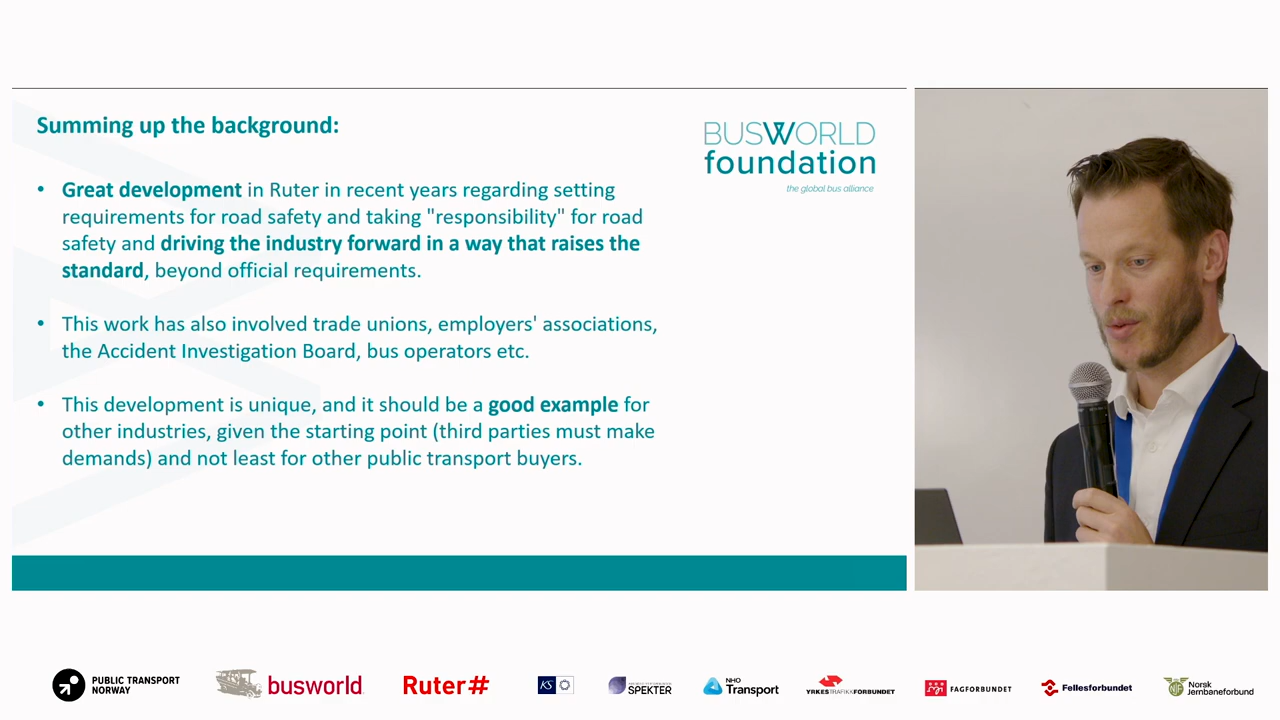 Summing up the background:
BUSWORLD
foundation
the global bus alliance
• Great development in Ruter in recent years regarding setting
requirements for road safety and taking "responsibility" for road
safety and driving the industry forward in a way that raises the
standard, beyond official requirements.
• This work has also involved trade unions, employers' associations,
the Accident Investigation Board, bus operators etc.
• This development is unique, and it should be a good example for
other industries, given the starting point (third parties must make
demands) and not least for other public transport buyers.
PUBLIC TRANSPORT
NORWAY
busworld
Ruter#
KS
SPEKTER
NHO
Transport
YRKESTRAFIKKFORBUNDET
FAGFORBUNDET
Fellesforbundet
Norsk
Jernbaneforbund